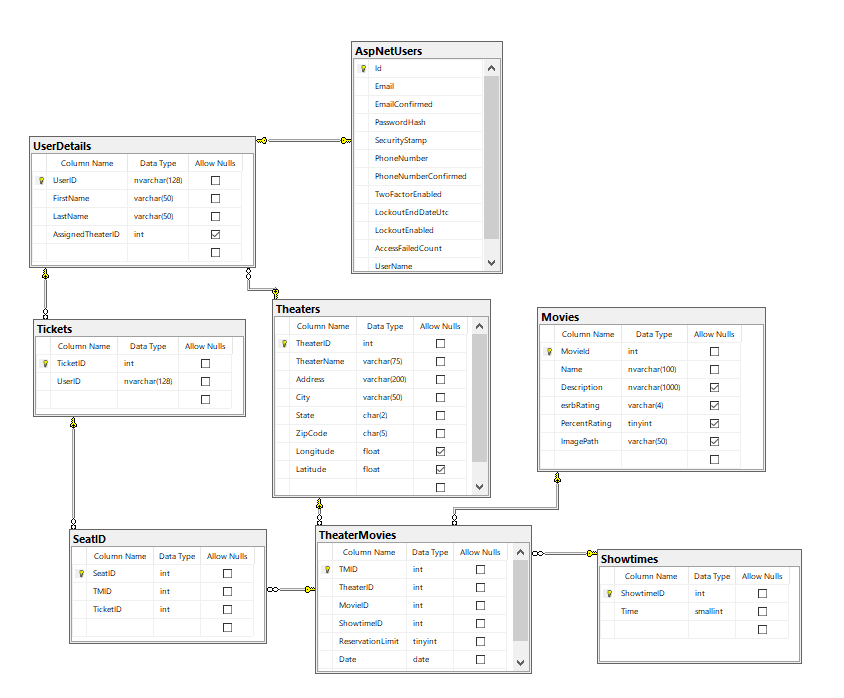 AspNetUsers
Id
Email
EmailConfirmed
PasswordHash
SecurityStamp
PhoneNumber
PhoneNumberConfirmed
TwoFactorEnabled
LockoutEndDateUtc
LockoutEnabled
AccessFailedCount
UserName
UserDetails
Column Name Data Type Allow Nulls
UserID nvarchar(128)
FirstName varchar(50)
LastName varchar(50)
AssignedTheaterID int
Tickets
Column Name Data Type Allow Nulls
TicketID int
UserID nvarchar(128)
Theaters
Column Name Data Type Allow Nulls
TheaterID int
TheaterName varchar(75)
Address varchar(200)
City varchar(50)
State char(2)
ZipCode char(5)
Longitude float
Latitude float
Movies
Column Name Data Type Allow Nulls
MovieId int
Name nvarchar(100)
Description nvarchar(1000)
esrbRating varchar(4)
PercentRating tinyint
ImagePath varchar(50)
SeatID
Column Name Data Type Allow Nulls
SeatID int
TMID int
TicketID int
TheaterMovies
Column Name Data Type Allow Nulls
TMID int
TheaterID int
MovieID int
ShowtimeID int
ReservationLimit tinyint
Date date
Showtimes
Column Name Data Type Allow Nulls
ShowtimeID int
Time smallint